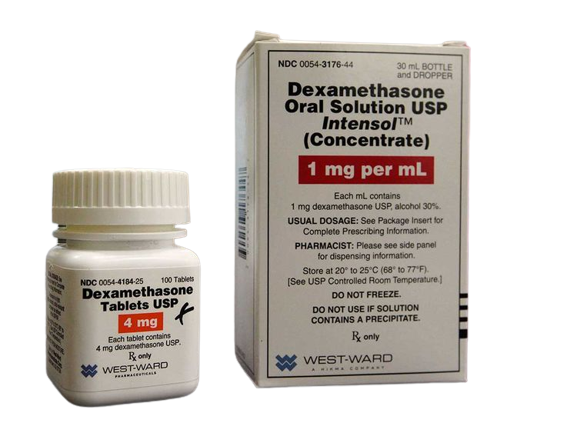 NDC 0054-4184-25 100 Tablets
Dexamethasone
Tablets USP
4 mg
Each tablet contains
4 mg dexamethasone USP.
Rx only
WEST-WARD
PHARMACEUTICALS
NDC 0054-3176-44
30 mL BOTTLE
and DROPPER
Dexamethasone
Oral Solution USP
Intensol™
(Concentrate)
1 mg per mL
Each mL contains
1 mg dexamethasone USP, alcohol 30%.
USUAL DOSAGE: See Package Insert for
Complete Prescribing Information.
PHARMACIST: Please see side panel
for dispensing information.
Store at 20° to 25°C (68° to 77°F).
[See USP Controlled Room Temperature.]
DO NOT FREEZE.
DO NOT USE IF SOLUTION
CONTAINS A PRECIPITATE.
Rx only
WEST-WARD
A HIKMA COMPANY